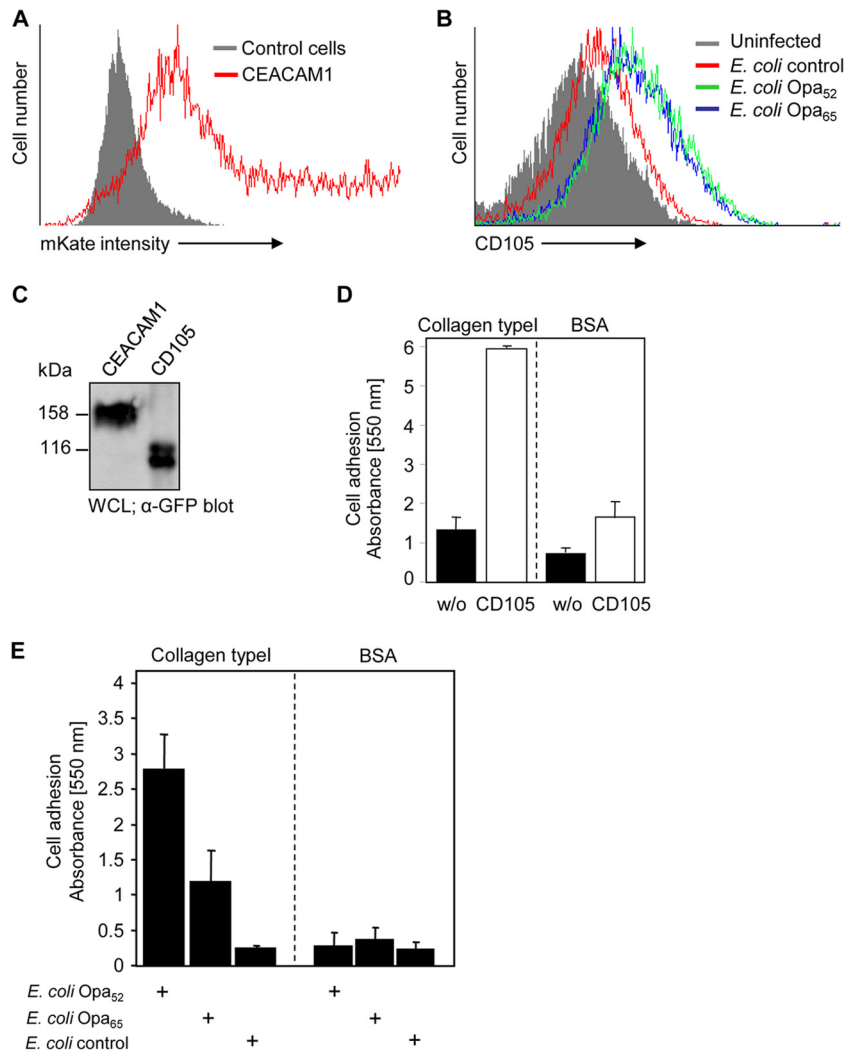 A
Cell number
Control cells
CEACAM1
mKate intensity
B
Cell number
Uninfected
E. coli control
E. coli Opa52
E. coli Opa65
CD105
C
CEACAM1
CD105
kDa
158
116
WCL; α-GFP blot
D
Collagen typeI BSA
Cell adhesion
Absorbance [550 nm]
6
5
4
3
2
1
0
w/o CD105 w/o CD105
E
Collagen typeI BSA
Cell adhesion
Absorbance [550 nm]
4
3.5
3
2.5
2
1.5
1
0.5
0
E. coli Opa52 + +
E. coli Opa65 + +
E. coli control + +